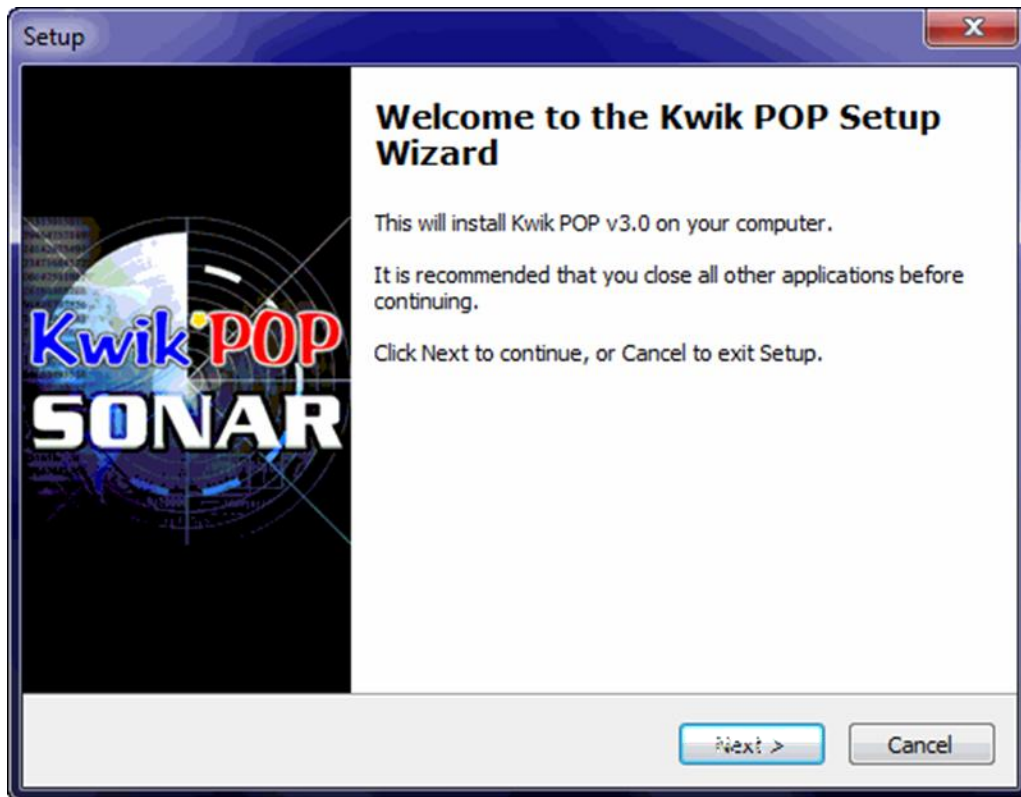 Setup
Welcome to the Kwik POP Setup
Wizard
This will install Kwik POP v3.0 on your computer.
It is recommended that you close all other applications before
continuing.
Click Next to continue, or Cancel to exit Setup.
Kwik POP
SONAR
Next >
Cancel